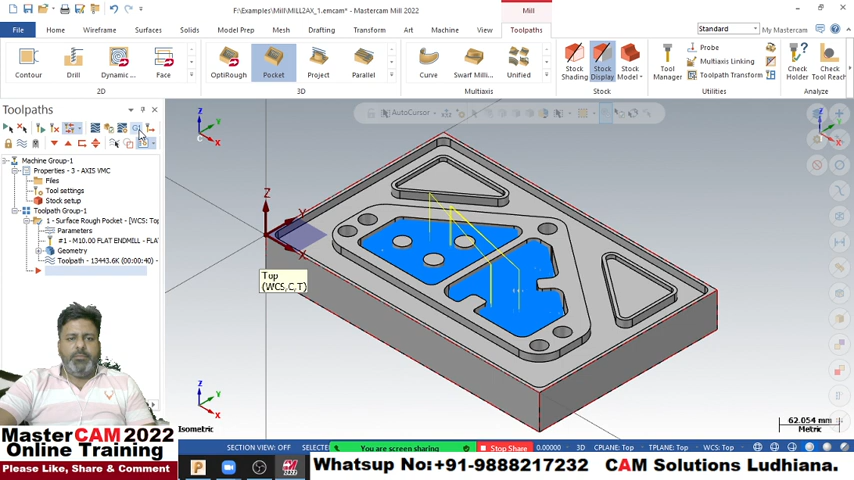 F:\Examples\Mill\MILL2AX_1.emcam* - Mastercam Mill 2022
Mill
File
Home
Wireframe
Surfaces
Solids
Model Prep
Mesh
Drafting
Transform
Art
Machine
View
Toolpaths
Standard
My Mastercam
Contour
Drill
Dynamic ...
Face
OptiRough
Pocket
Project
Parallel
Curve
Swarf Milli...
Unified
Stock Shading
Stock Display
Stock Model
Tool Manager
Probe
Multiaxis Linking
Toolpath Transform
Check Holder
Check Tool Reach
2D
3D
Multiaxis
Stock
Utilities
Analyze
Toolpaths
Machine Group-1
Properties - 3 - AXIS VMC
Files
Tool settings
Stock setup
Toolpath Group-1
1 - Surface Rough Pocket - [WCS: Top
Parameters
#1 - M10.00 FLAT ENDMILL - FLA
Geometry
Toolpath - 13443.6K (00:00:40)
AutoCursor
Z
Y
X
Z
Y
X
Z
Y
X
Top
(WCS,C,T)
Z
Y
X
Isometric
62.054 mm
Metric
SECTION VIEW: OFF
SELECTED
You are screen sharing
Stop Share
0.00000
3D
CPLANE: TOP
TPLANE: TOP
WCS: TOP
MasterCAM 2022
Online Training
Please Like, Share & Comment
Whatsup No:+91-9888217232 CAM Solutions Ludhiana.